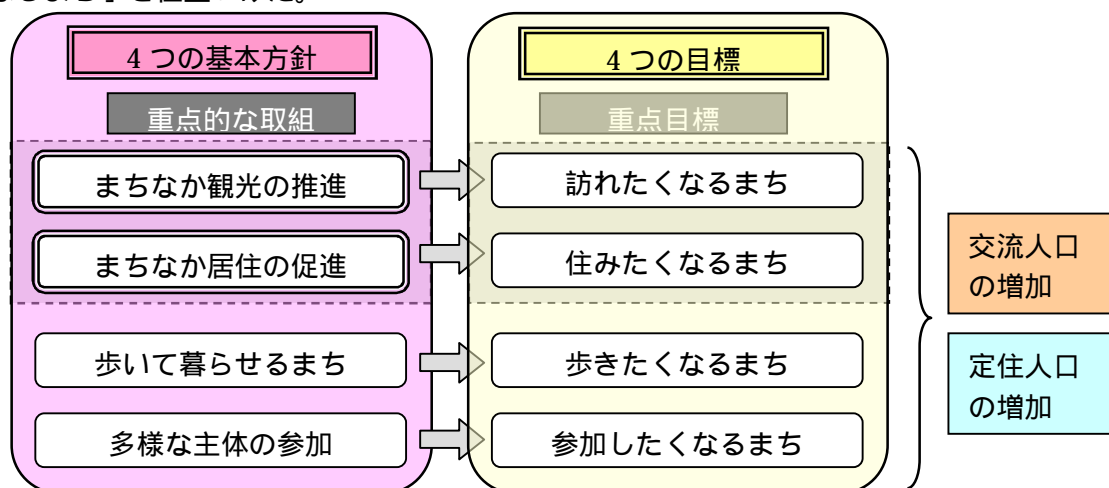 ４つの基本方針
重点的な取組
まちなか観光の推進
まちなか居住の促進
歩いて暮らせるまち
多様な主体の参加
４つの目標
重点目標
訪れたくなるまち
住みたくなるまち
歩きたくなるまち
参加したくなるまち
交流人口
の増加
定住人口
の増加